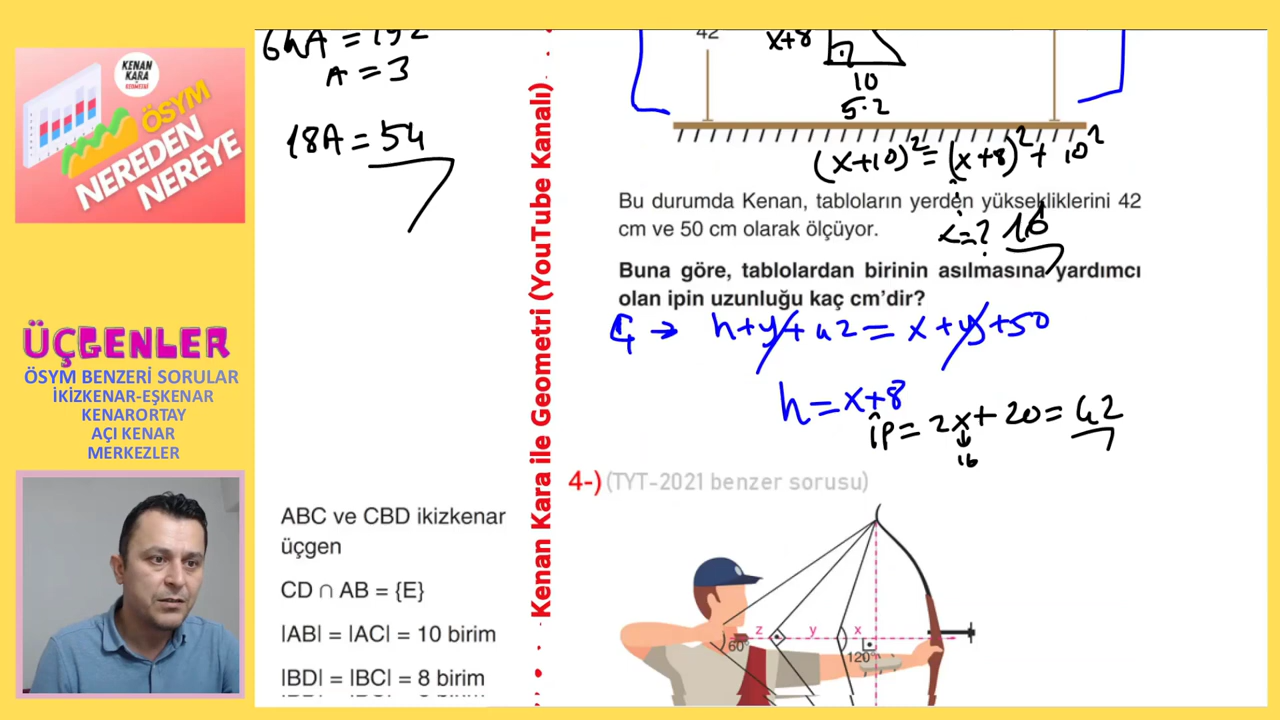 64A = 192
A = 3
18A = 54
KENAN
KARA
GEOMETRİ
ÖSYM
NEREDEN
NEREYE
ÜÇGENLER
ÖSYM BENZERİ SORULAR
İKİZKENAR-EŞKENAR
KENARORTAY
AÇI KENAR
MERKEZLER
ABC ve CBD ikizkenar
üçgen
CD ∩ AB = {E}
|AB| = |AC| = 10 birim
|BD| = |BC| = 8 birim
Kenan Kara ile Geometri (YouTube Kanalı)
42
x+8
10
5.2
(x+10)² = (x+8)² + 10²
Bu durumda Kenan, tabloların yerden yüksekliklerini 42
cm ve 50 cm olarak ölçüyor.
x=? 16
Buna göre, tablolardan birinin asılmasına yardımcı
olan ipin uzunluğu kaç cm'dir?
Ç → h+y+42 = x+y+50
h = x+8
ip = 2x + 20 = 42
16
4-) (TYT-2021 benzer sorusu)
z y x
60° 120°